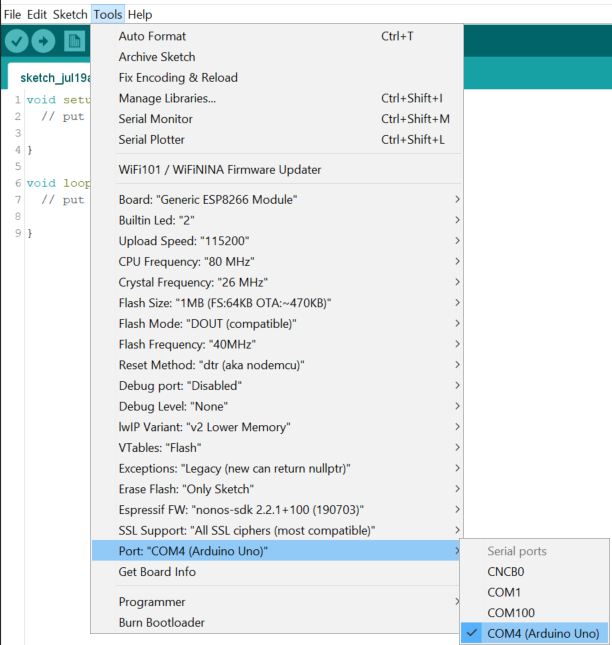 File Edit Sketch Tools Help
sketch_jul19a
1 void setu
2 // put
3
4 }
5
6 void loop
7 // put
8
9 }
Auto Format Ctrl+T
Archive Sketch
Fix Encoding & Reload
Manage Libraries... Ctrl+Shift+I
Serial Monitor Ctrl+Shift+M
Serial Plotter Ctrl+Shift+L
WiFi101 / WiFiNINA Firmware Updater
Board: "Generic ESP8266 Module"
Builtin Led: "2"
Upload Speed: "115200"
CPU Frequency: "80 MHz"
Crystal Frequency: "26 MHz"
Flash Size: "1MB (FS:64KB OTA:~470KB)"
Flash Mode: "DOUT (compatible)"
Flash Frequency: "40MHz"
Reset Method: "dtr (aka nodemcu)"
Debug port: "Disabled"
Debug Level: "None"
lwIP Variant: "v2 Lower Memory"
VTables: "Flash"
Exceptions: "Legacy (new can return nullptr)"
Erase Flash: "Only Sketch"
Espressif FW: "nonos-sdk 2.2.1+100 (190703)"
SSL Support: "All SSL ciphers (most compatible)"
Port: "COM4 (Arduino Uno)"
Get Board Info
Programmer
Burn Bootloader
Serial ports
CNCB0
COM1
COM100
COM4 (Arduino Uno)